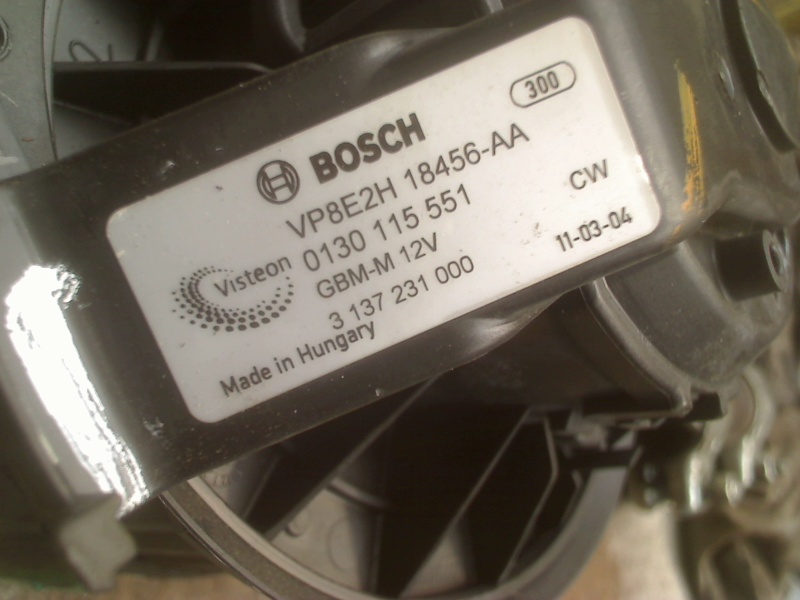 300
BOSCH
VP8E2H 18456-AA
0130 115 551 CW
GBM-M 12V 11-03-04
Visteon
3 137 231 000
Made in Hungary